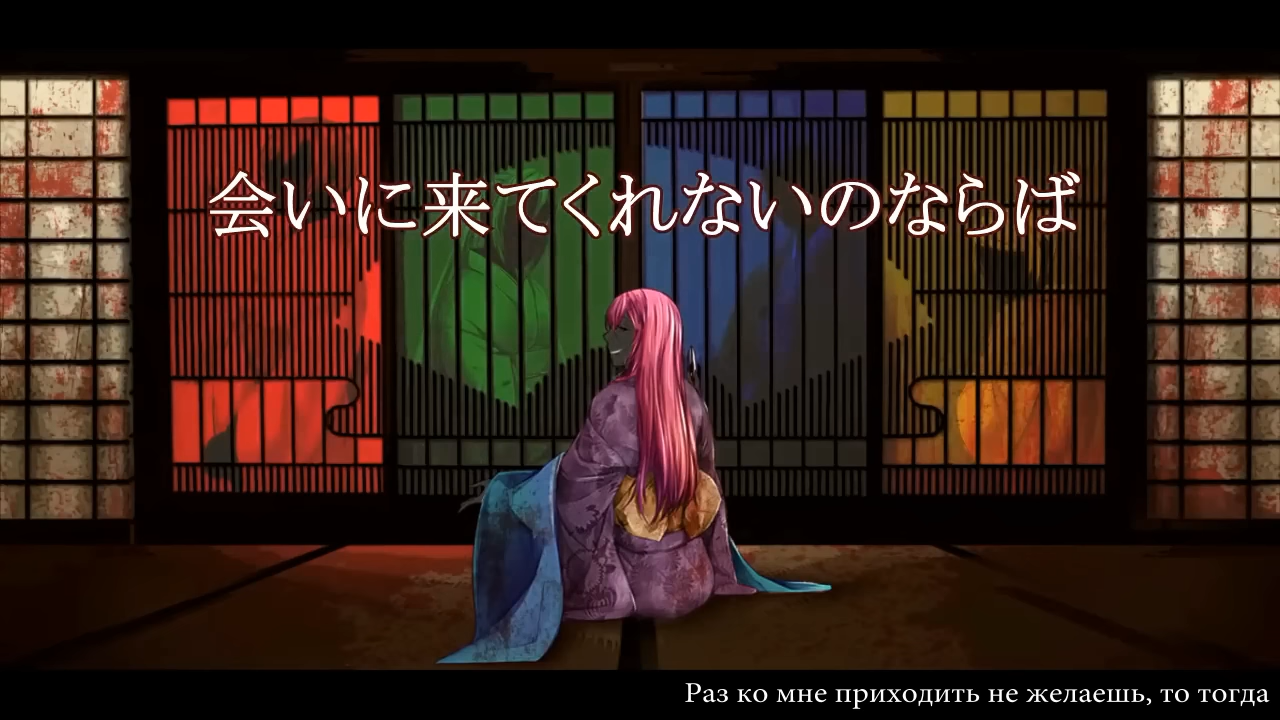 会いに来てくれないのならば
Раз ко мне приходить не желаешь, то тогда